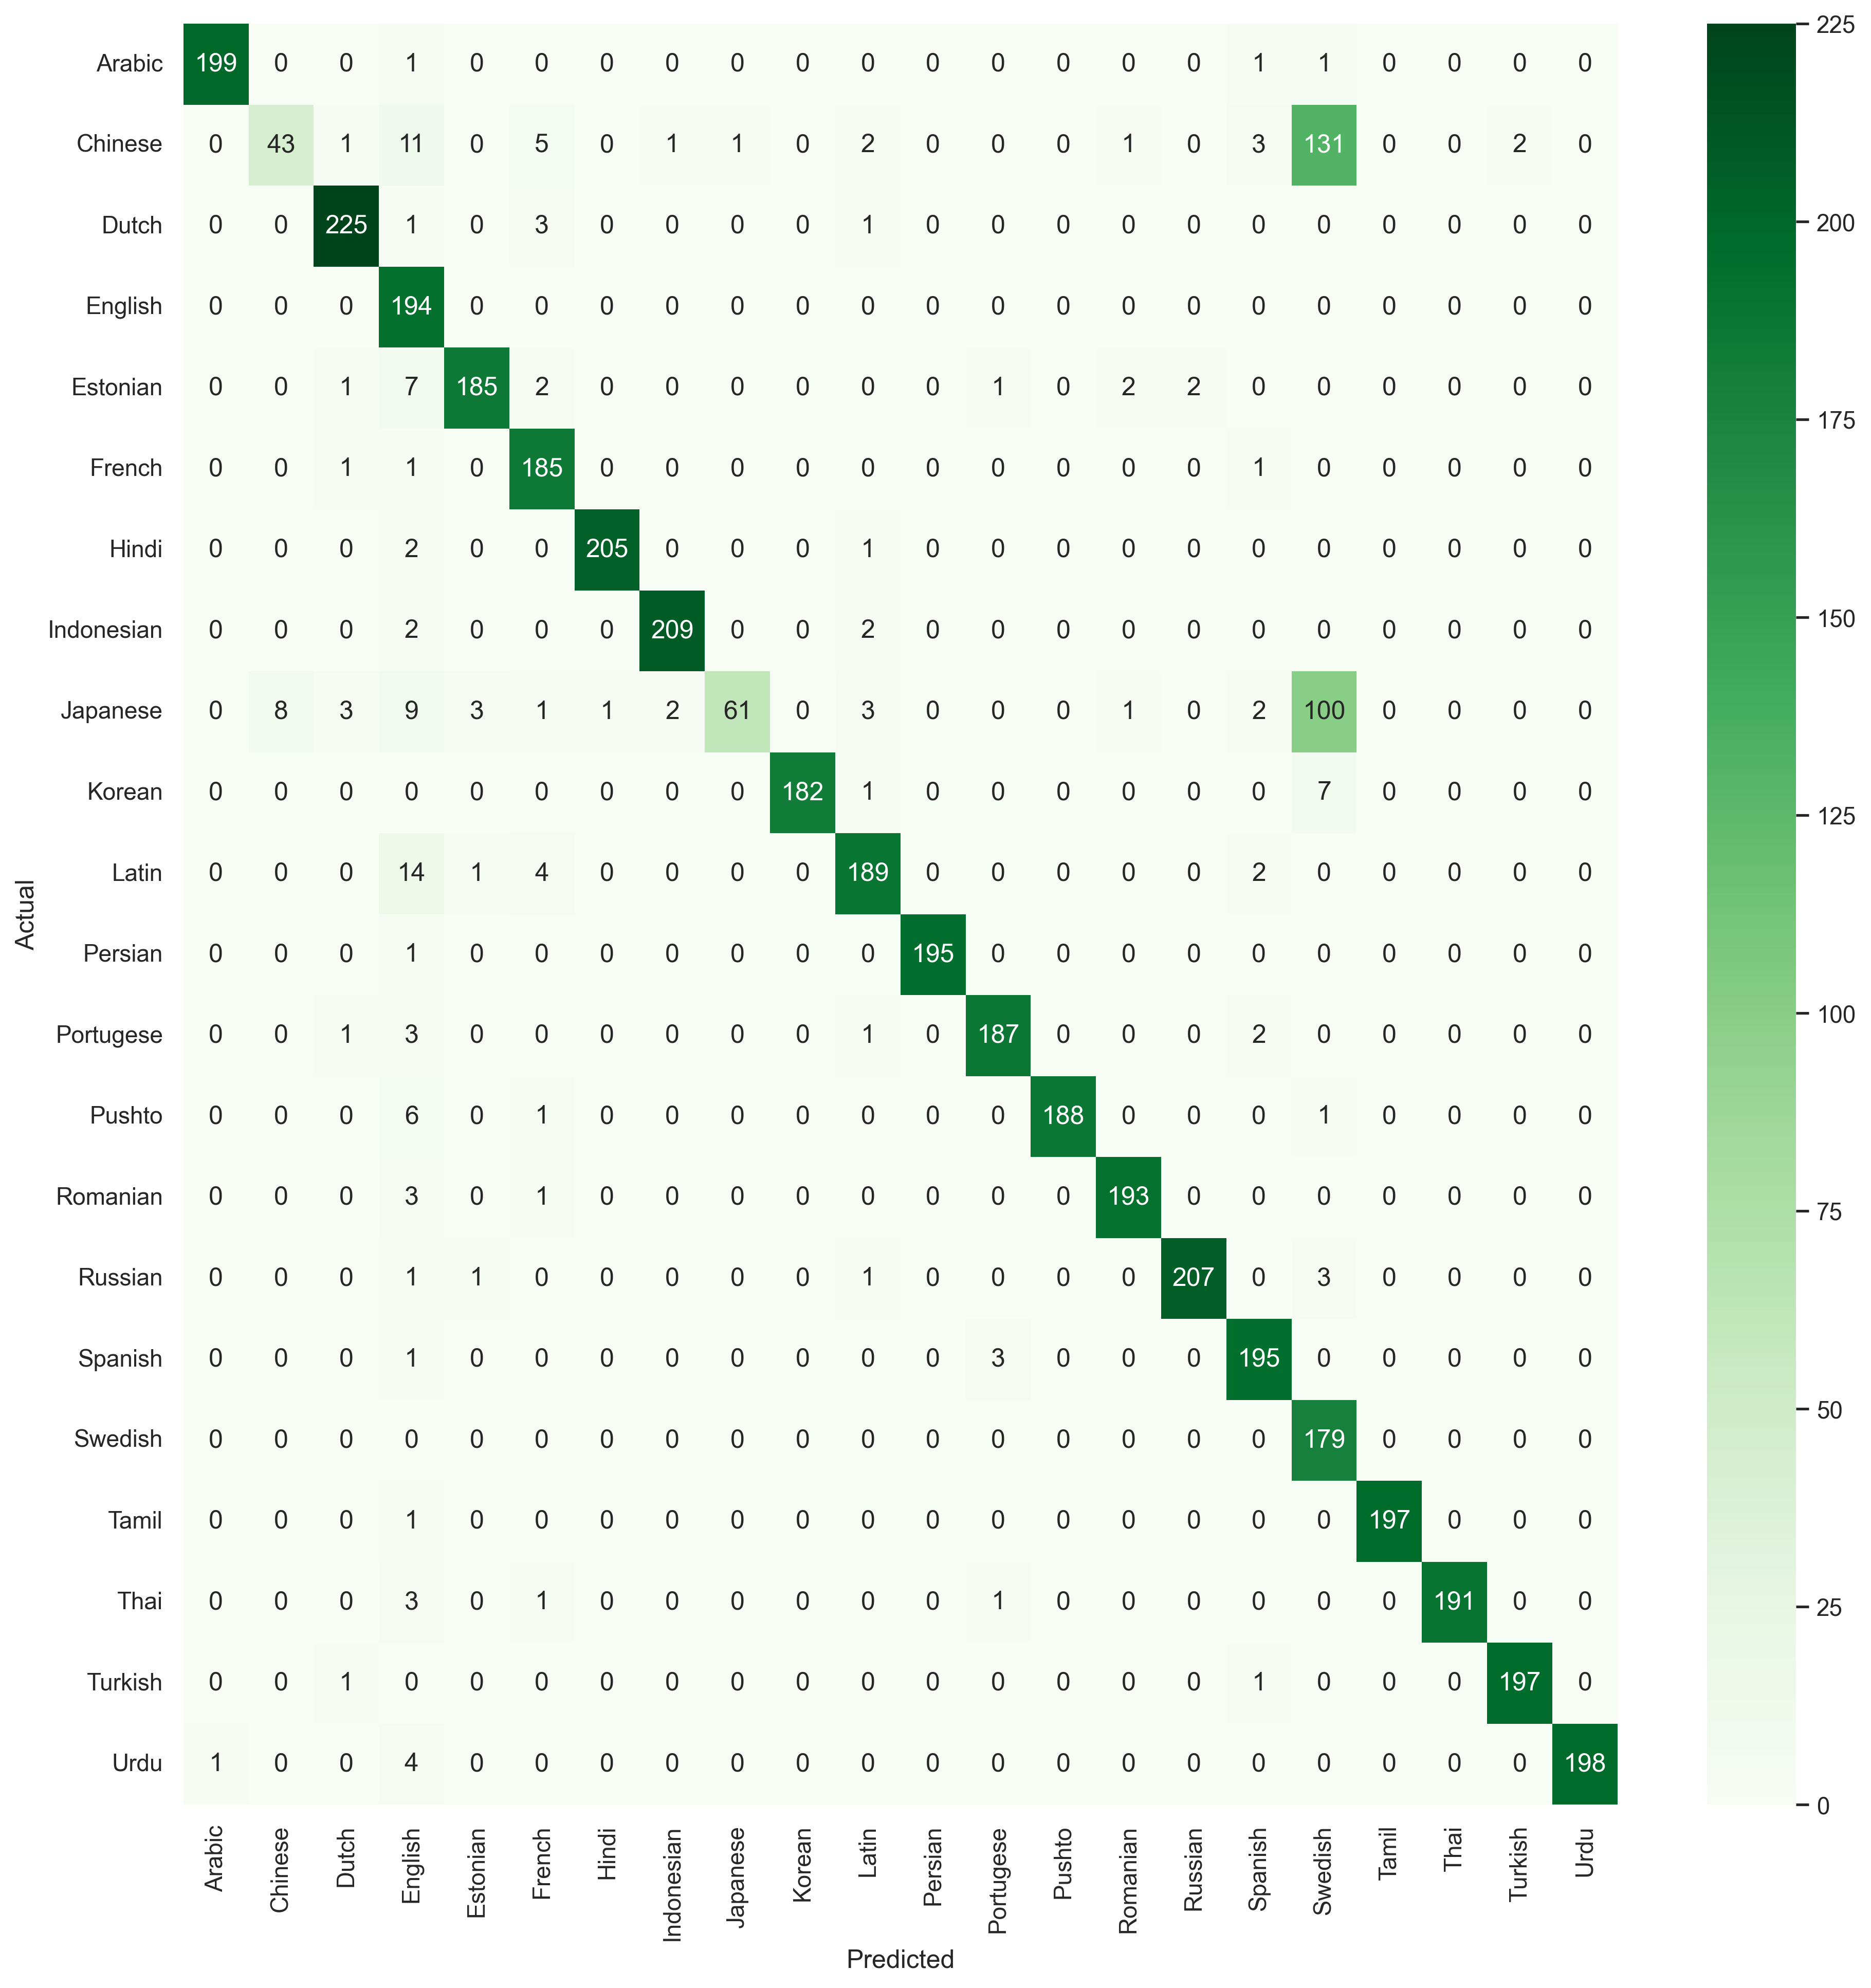 Arabic 199 0 0 1 0 0 0 0 0 0 0 0 0 0 0 0 1 1 0 0 0 0
Chinese 0 43 1 11 0 5 0 1 1 0 2 0 0 0 1 0 3 131 0 0 2 0
Dutch 0 0 225 1 0 3 0 0 0 0 1 0 0 0 0 0 0 0 0 0 0 0
English 0 0 0 194 0 0 0 0 0 0 0 0 0 0 0 0 0 0 0 0 0 0
Estonian 0 0 1 7 185 2 0 0 0 0 0 0 1 0 2 2 0 0 0 0 0 0
French 0 0 1 1 0 185 0 0 0 0 0 0 0 0 0 0 1 0 0 0 0 0
Hindi 0 0 0 2 0 0 205 0 0 0 1 0 0 0 0 0 0 0 0 0 0 0
Indonesian 0 0 0 2 0 0 0 209 0 0 2 0 0 0 0 0 0 0 0 0 0 0
Japanese 0 8 3 9 3 1 1 2 61 0 3 0 0 0 1 0 2 100 0 0 0 0
Korean 0 0 0 0 0 0 0 0 0 182 1 0 0 0 0 0 0 7 0 0 0 0
Latin 0 0 0 14 1 4 0 0 0 0 189 0 0 0 0 0 2 0 0 0 0 0
Persian 0 0 0 1 0 0 0 0 0 0 0 195 0 0 0 0 0 0 0 0 0 0
Portugese 0 0 1 3 0 0 0 0 0 0 1 0 187 0 0 0 2 0 0 0 0 0
Pushto 0 0 0 6 0 1 0 0 0 0 0 0 0 188 0 0 0 1 0 0 0 0
Romanian 0 0 0 3 0 1 0 0 0 0 0 0 0 0 193 0 0 0 0 0 0 0
Russian 0 0 0 1 1 0 0 0 0 0 1 0 0 0 0 207 0 3 0 0 0 0
Spanish 0 0 0 1 0 0 0 0 0 0 0 0 3 0 0 0 195 0 0 0 0 0
Swedish 0 0 0 0 0 0 0 0 0 0 0 0 0 0 0 0 0 179 0 0 0 0
Tamil 0 0 0 1 0 0 0 0 0 0 0 0 0 0 0 0 0 0 197 0 0 0
Thai 0 0 0 3 0 1 0 0 0 0 0 0 1 0 0 0 0 0 0 191 0 0
Turkish 0 0 1 0 0 0 0 0 0 0 0 0 0 0 0 0 1 0 0 0 197 0
Urdu 1 0 0 4 0 0 0 0 0 0 0 0 0 0 0 0 0 0 0 0 0 198
Arabic Chinese Dutch English Estonian French Hindi Indonesian Japanese Korean Latin Persian Portugese Pushto Romanian Russian Spanish Swedish Tamil Thai Turkish Urdu
Predicted
Actual
225
200
175
150
125
100
75
50
25
0